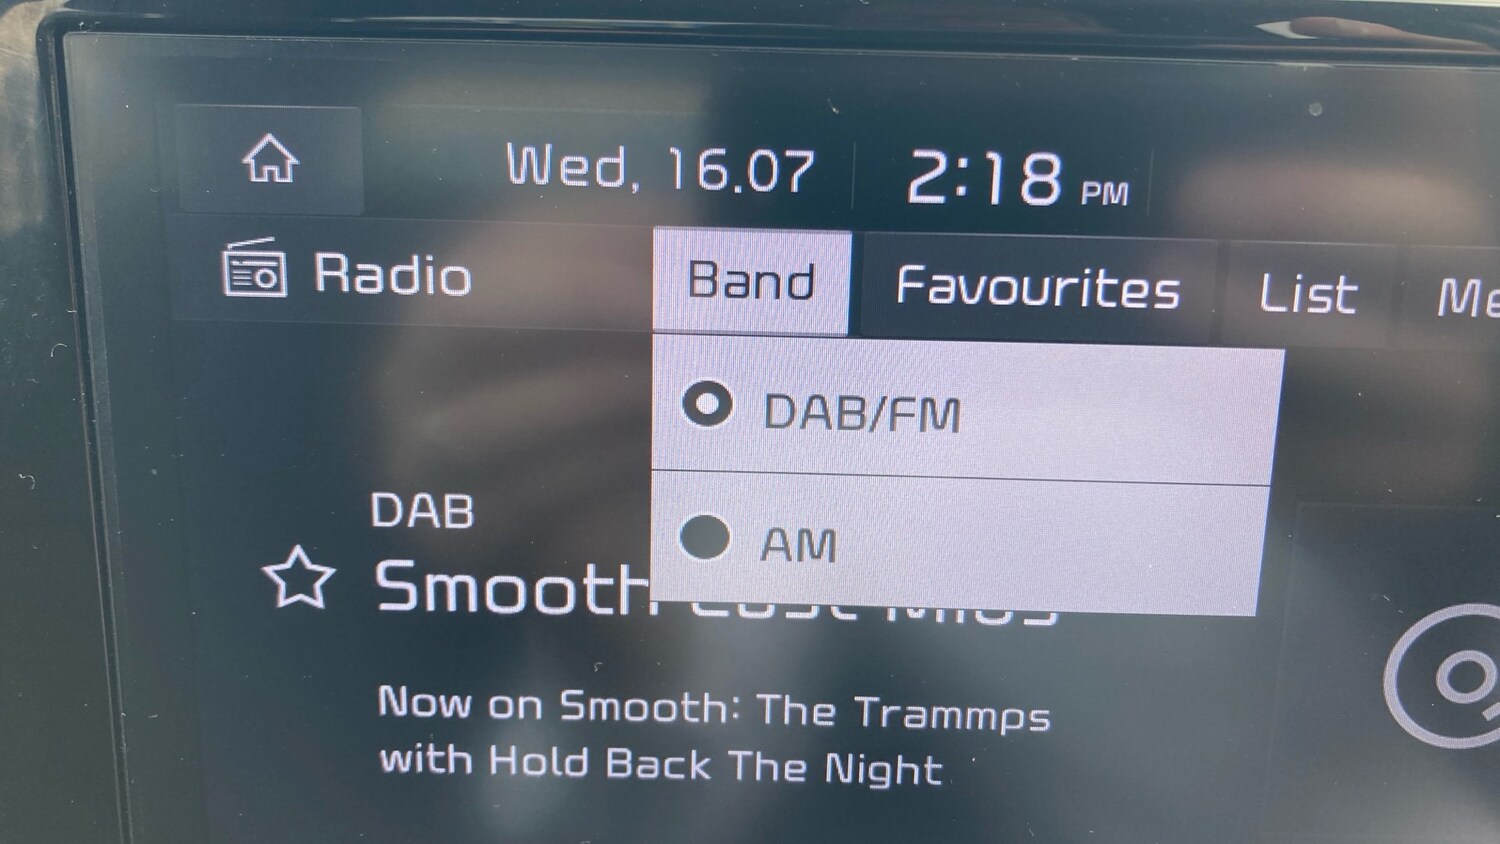 Wed, 16.07 2:18 PM
Radio Band Favourites List
DAB/FM
AM
DAB
Smooth
Now on Smooth: The Trammps
with Hold Back The Night